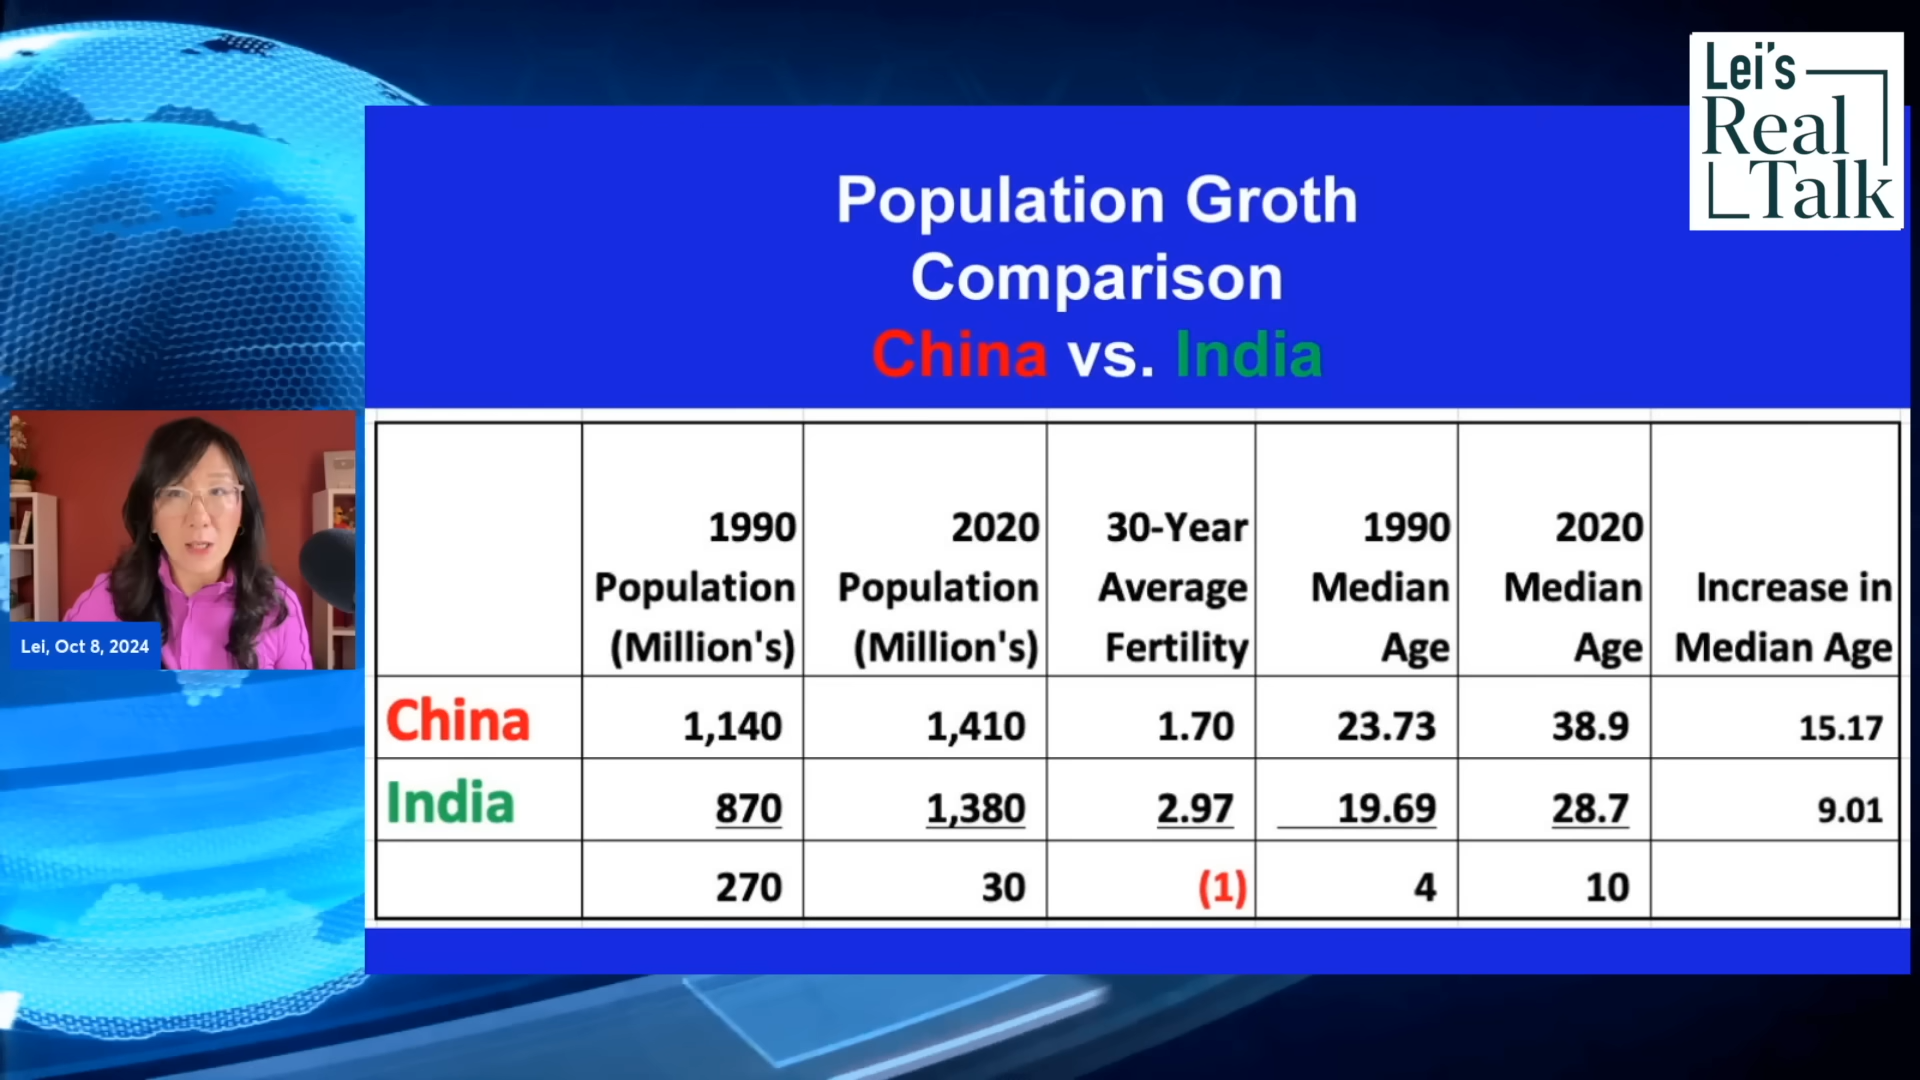 Lei's
Real
Talk
Population Groth
Comparison
China vs. India
1990 Population (Million's) 2020 Population (Million's) 30-Year Average Fertility 1990 Median Age 2020 Median Age Increase in Median Age
China 1,140 1,410 1.70 23.73 38.9 15.17
India 870 1,380 2.97 19.69 28.7 9.01
270 30 (1) 4 10
Lei, Oct 8, 2024